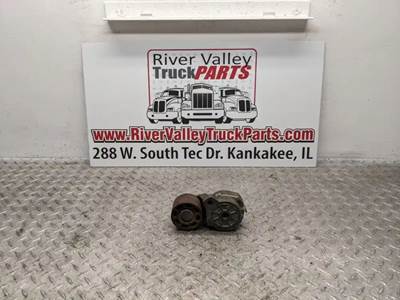 River Valley
TruckPARTS
www.RiverValleyTruckParts.com
288 W. South Tec Dr. Kankakee, IL